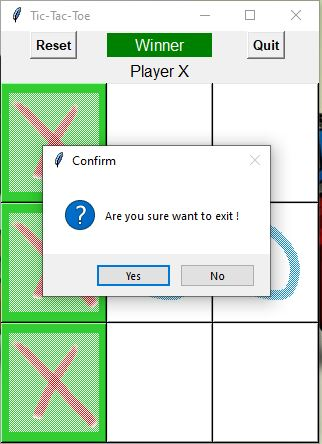 Tic-Tac-Toe
Reset Winner Quit
Player X
Confirm
Are you sure want to exit !
Yes No